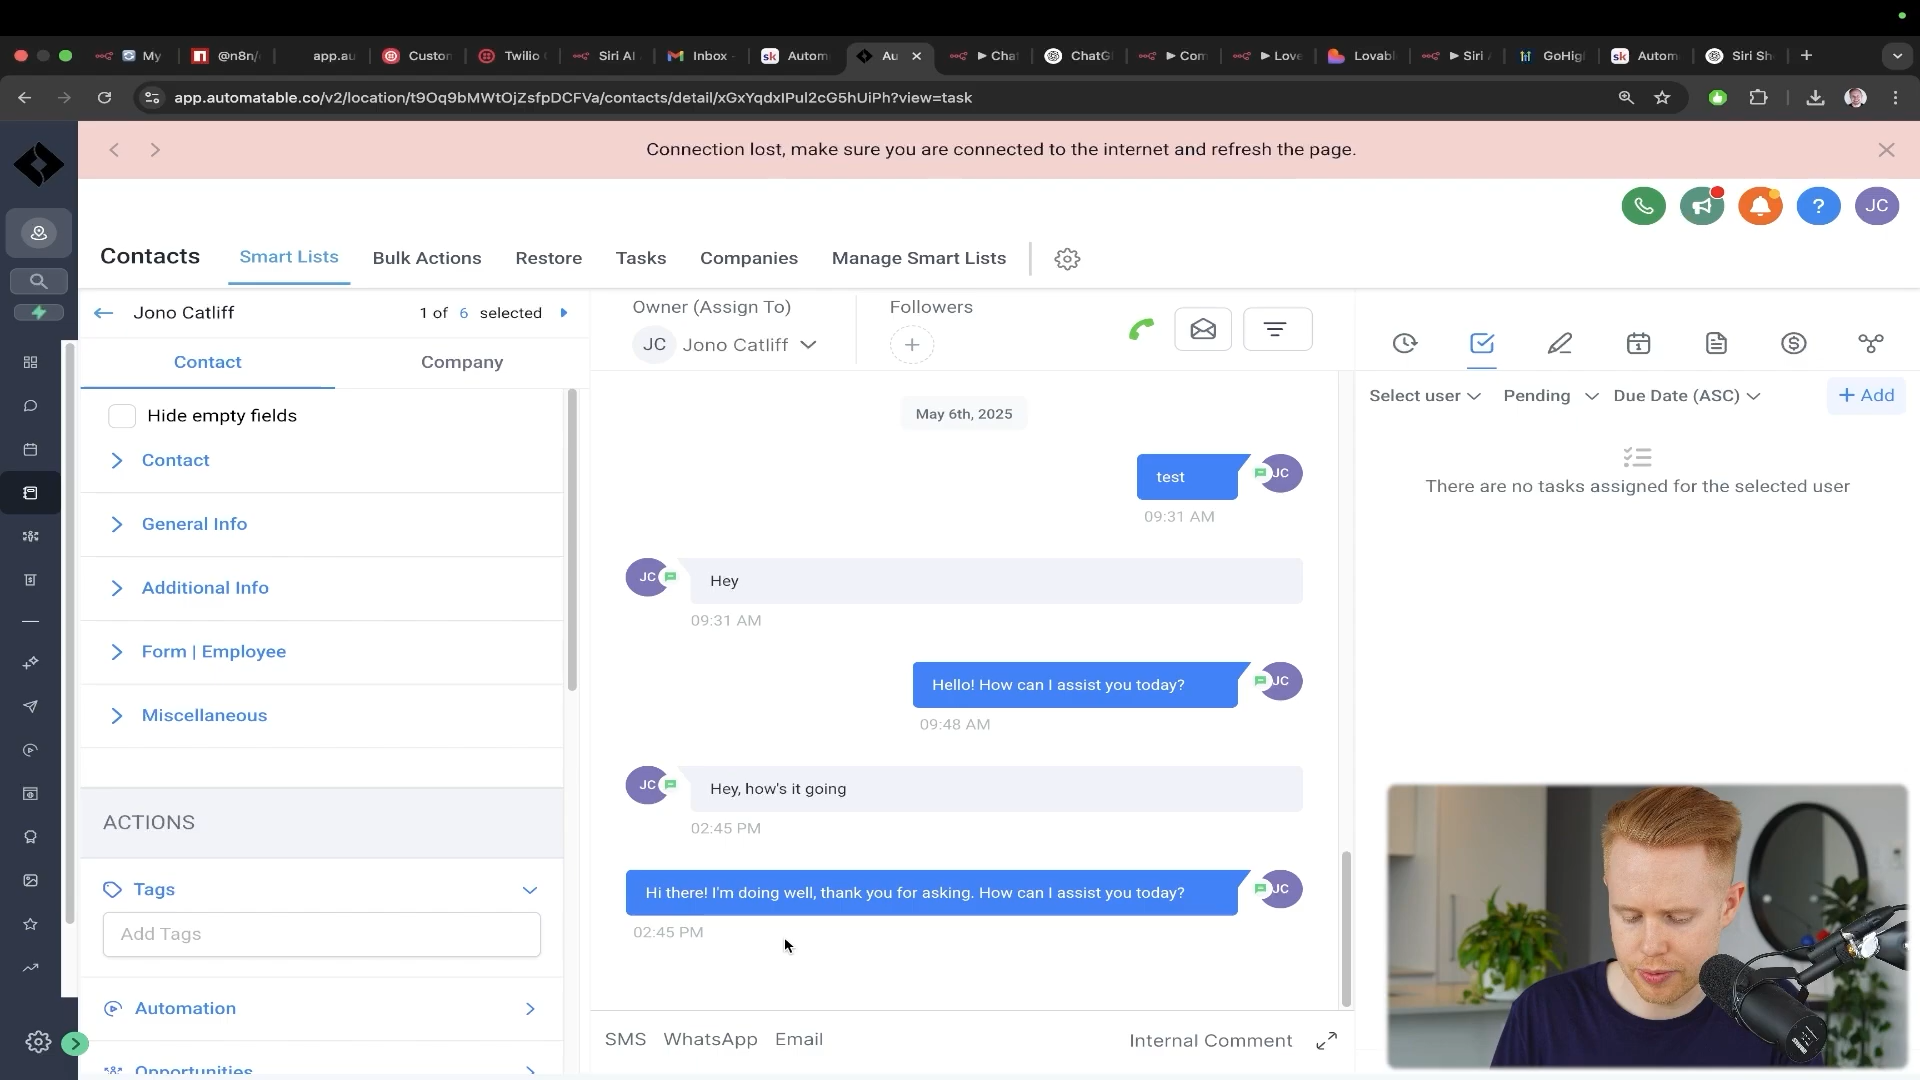 My
@n8n/
app.au
Custon
Twilio
Siri AI
Inbox -
sk Autom
Au
Chat
ChatG
Com
Love
Lovabl
Siri
GoHig
sk Autom
Siri Sh
app.automatable.co/v2/location/t9Oq9bMWtOjZsfpDCFVa/contacts/detail/xGxYqdxIPul2cG5hUiPh?view=task
Connection lost, make sure you are connected to the internet and refresh the page.
? JC
Contacts Smart Lists Bulk Actions Restore Tasks Companies Manage Smart Lists
Jono Catliff 1 of 6 selected
Contact Company
Hide empty fields
Contact
General Info
Additional Info
Form | Employee
Miscellaneous
ACTIONS
Tags
Add Tags
Automation
Opportunities
Owner (Assign To) Followers
JC Jono Catliff
May 6th, 2025
test JC
09:31 AM
JC Hey
09:31 AM
Hello! How can I assist you today? JC
09:48 AM
JC Hey, how's it going
02:45 PM
Hi there! I'm doing well, thank you for asking. How can I assist you today? JC
02:45 PM
SMS WhatsApp Email Internal Comment
Select user Pending Due Date (ASC) + Add
There are no tasks assigned for the selected user